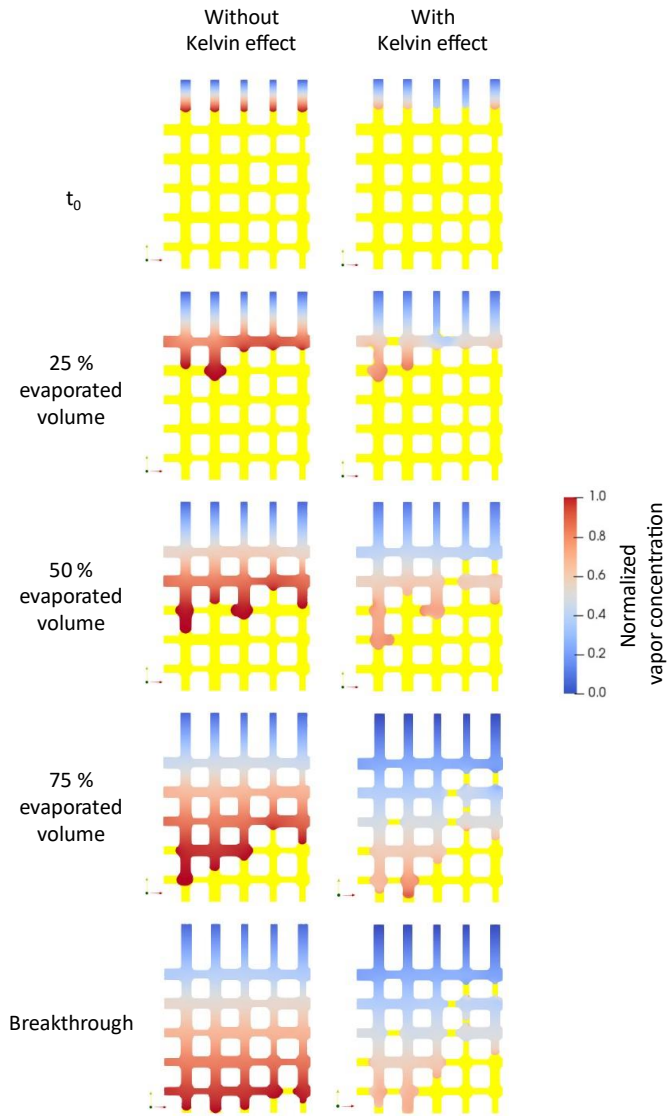 Without
Kelvin effect
With
Kelvin effect
t₀
25 %
evaporated
volume
50 %
evaporated
volume
75 %
evaporated
volume
Breakthrough
1.0
0.8
0.6
0.4
0.2
0.0
Normalized
vapor concentration